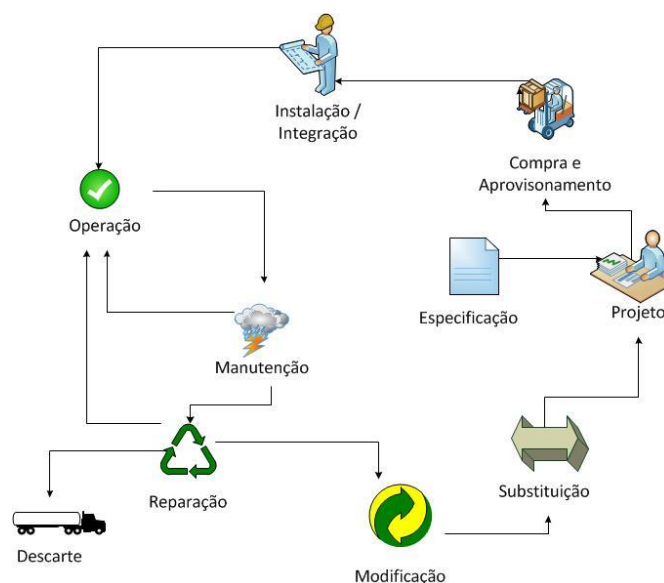 Instalação /
Integração
Compra e
Aprovisonamento
Operação
Especificação
Projeto
Manutenção
Reparação
Substituição
Descarte
Modificação